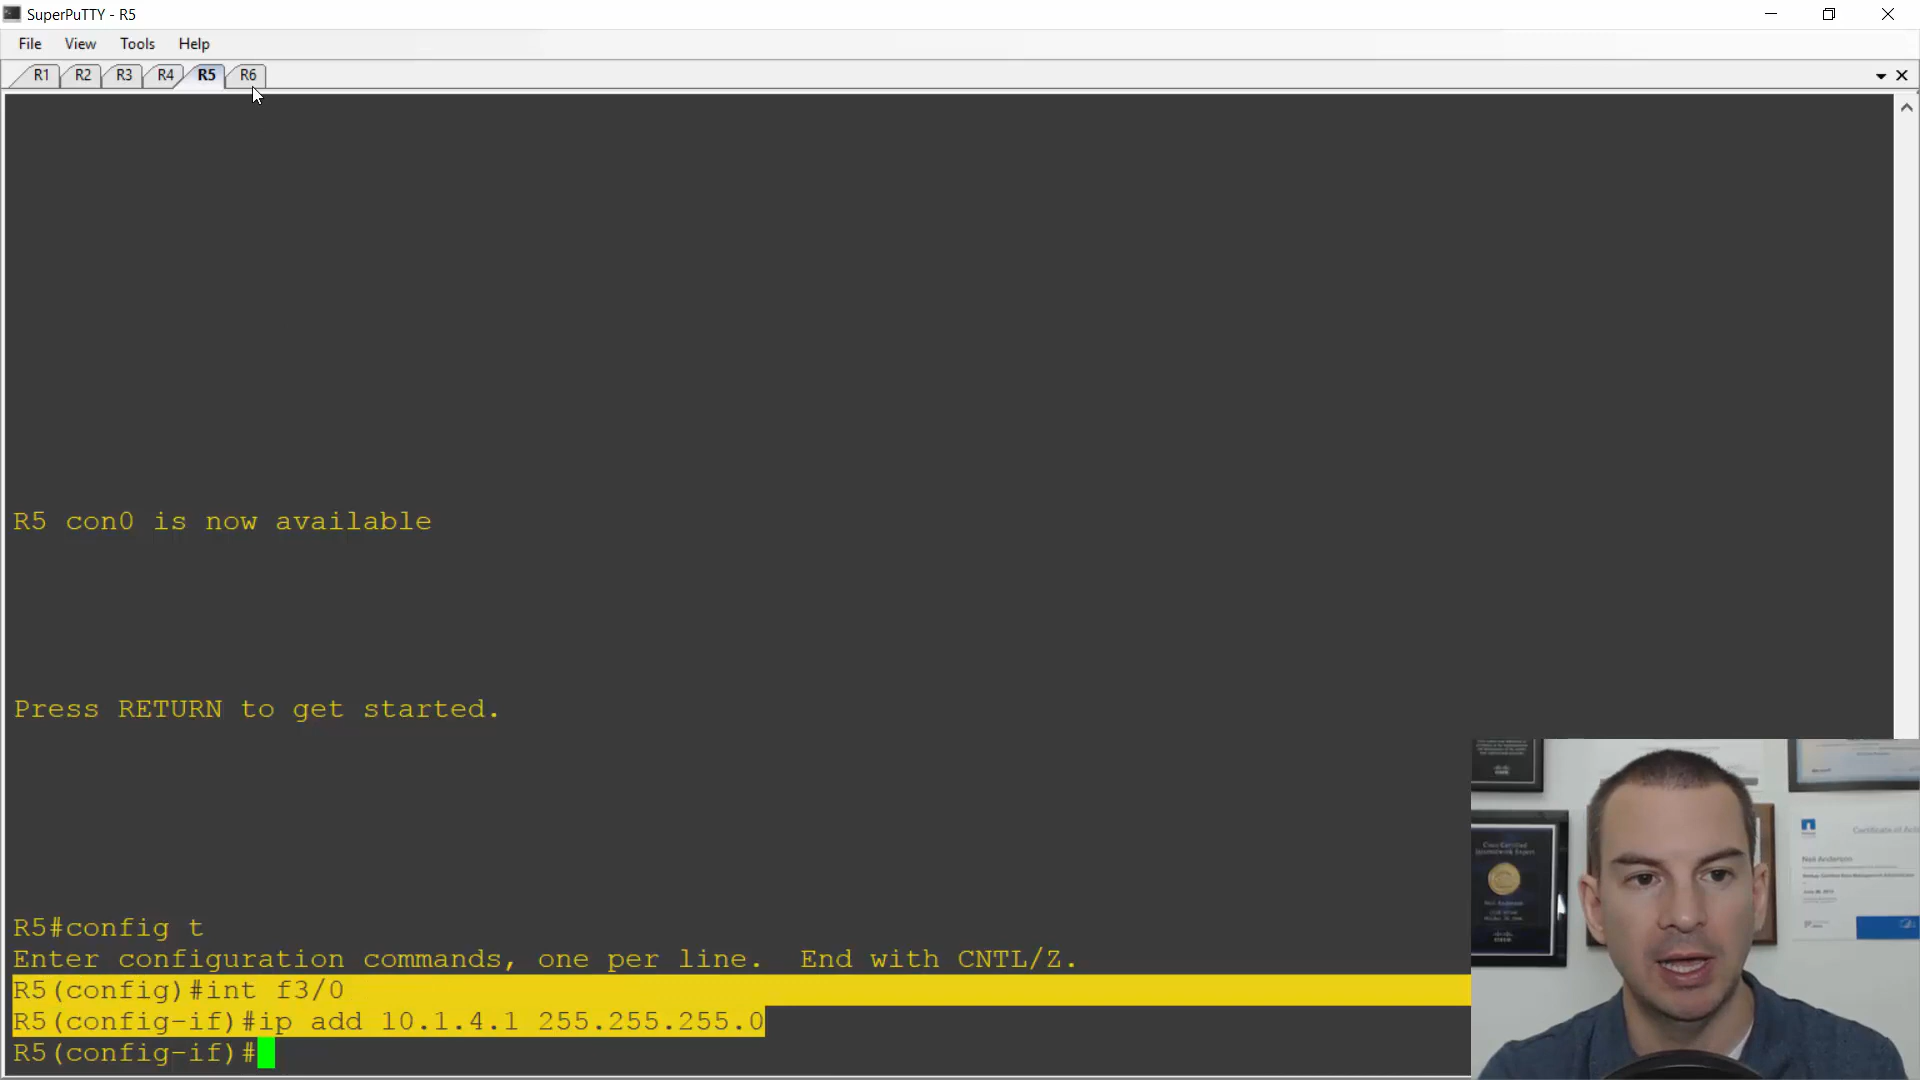 SuperPuTTY - R5
File View Tools Help
R1 R2 R3 R4 R5 R6
R5 con0 is now available
Press RETURN to get started.
R5#config t
Enter configuration commands, one per line.  End with CNTL/Z.
R5(config)#int f3/0
R5(config-if)#ip add 10.1.4.1 255.255.255.0
R5(config-if)#
Neil Anderson